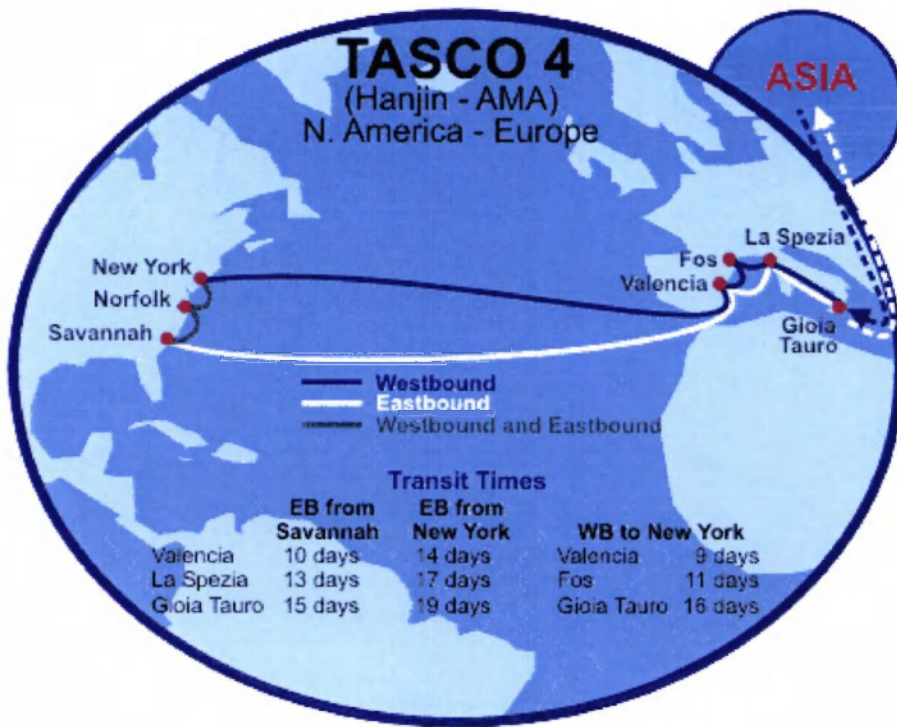 TASCO 4
(Hanjin - AMA)
N. America - Europe
ASIA
New York
Norfolk
Savannah
Fos
Valencia
La Spezia
Gioia
Tauro
Westbound
Eastbound
Westbound and Eastbound
Transit Times
EB from EB from
Savannah New York WB to New York
Valencia 10 days 14 days Valencia 9 days
La Spezia 13 days 17 days Fos 11 days
Gioia Tauro 15 days 19 days Gioia Tauro 16 days